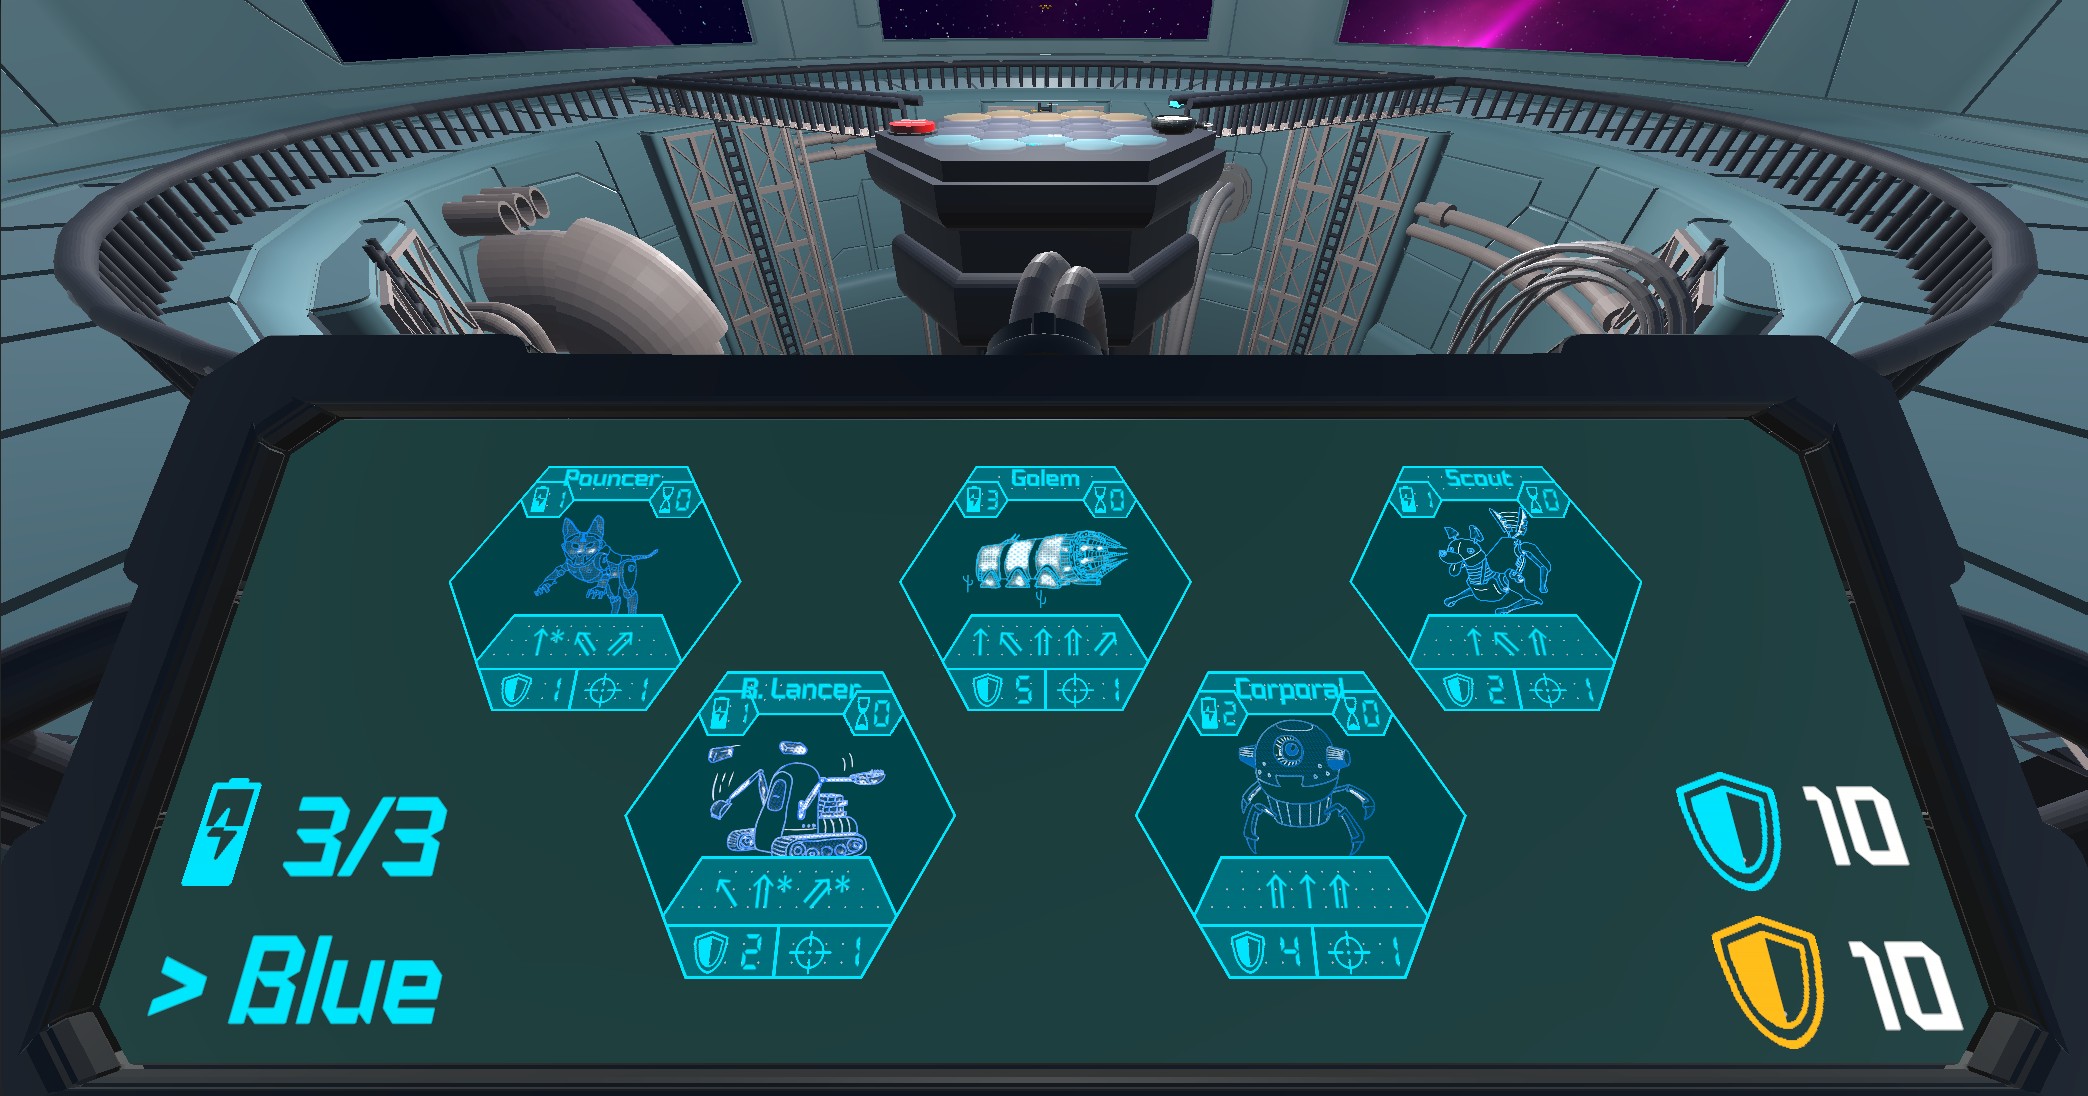 Pouncer
1 0
↑* ⇖ ⇗
1 1
Golem
3 0
↑ ⇖ ⇑ ⇑ ⇗
5 1
Scout
1 0
↑ ⇖ ⇑
2 1
B. Lancer
1 0
↖ ⇑* ⇗*
2 1
Corporal
2 0
⇑ ↑ ⇑
4 1
3/3
> Blue
10
10